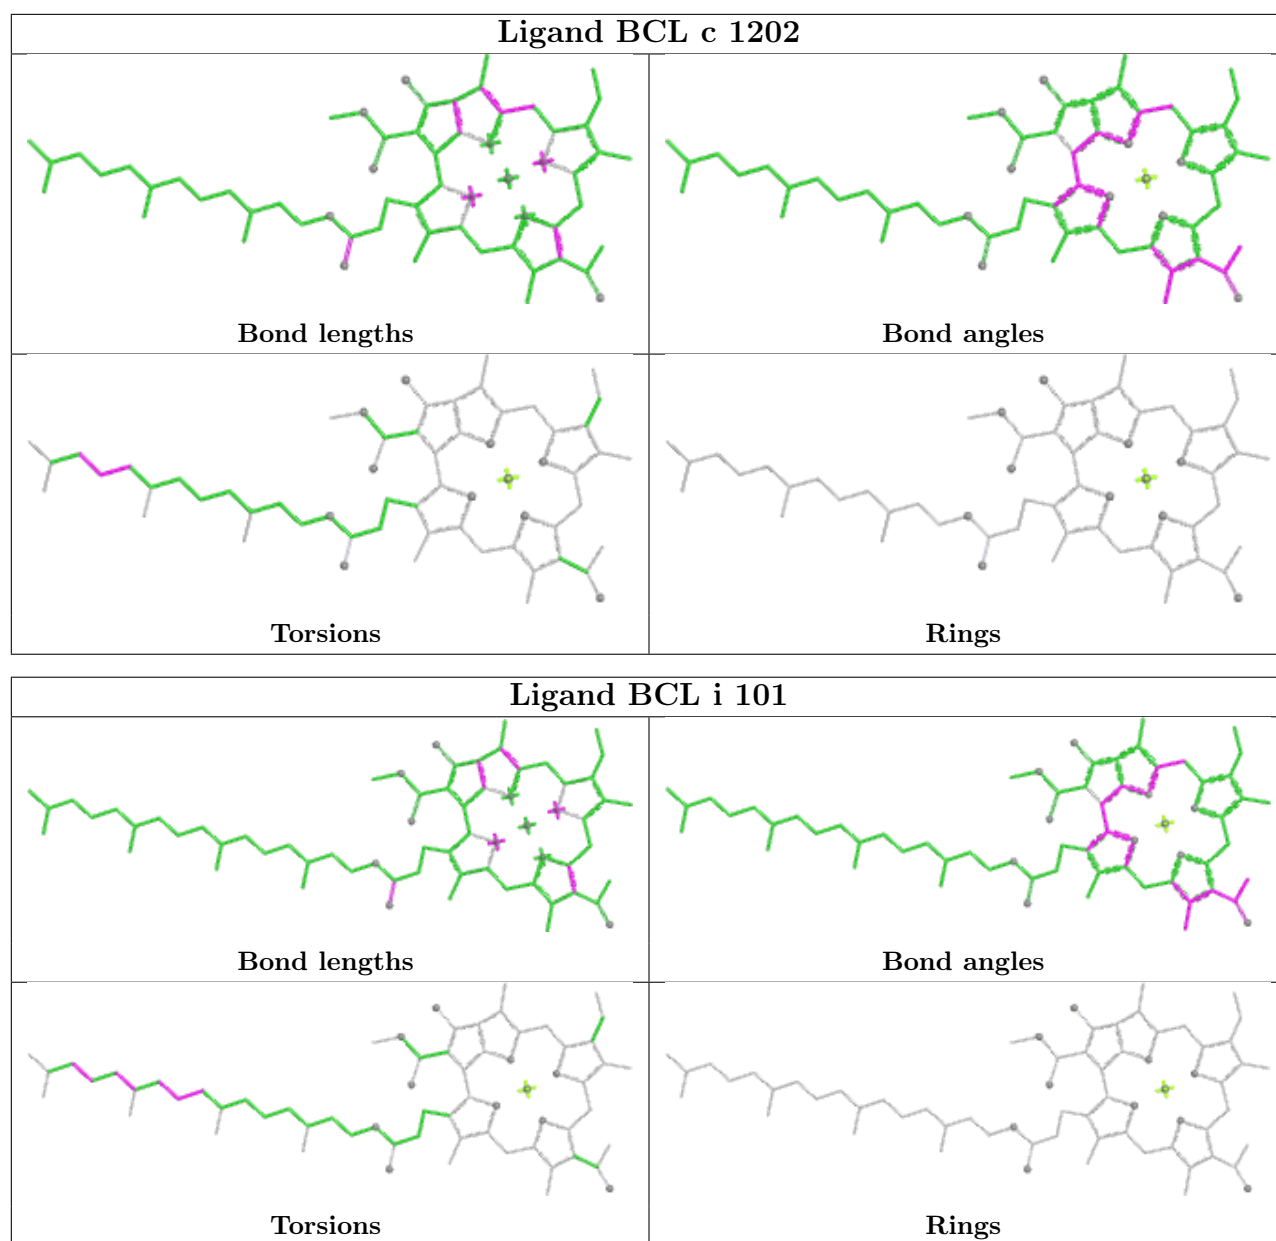 Ligand BCL c 1202
Bond lengths
Bond angles
Torsions
Rings
Ligand BCL i 101
Bond lengths
Bond angles
Torsions
Rings